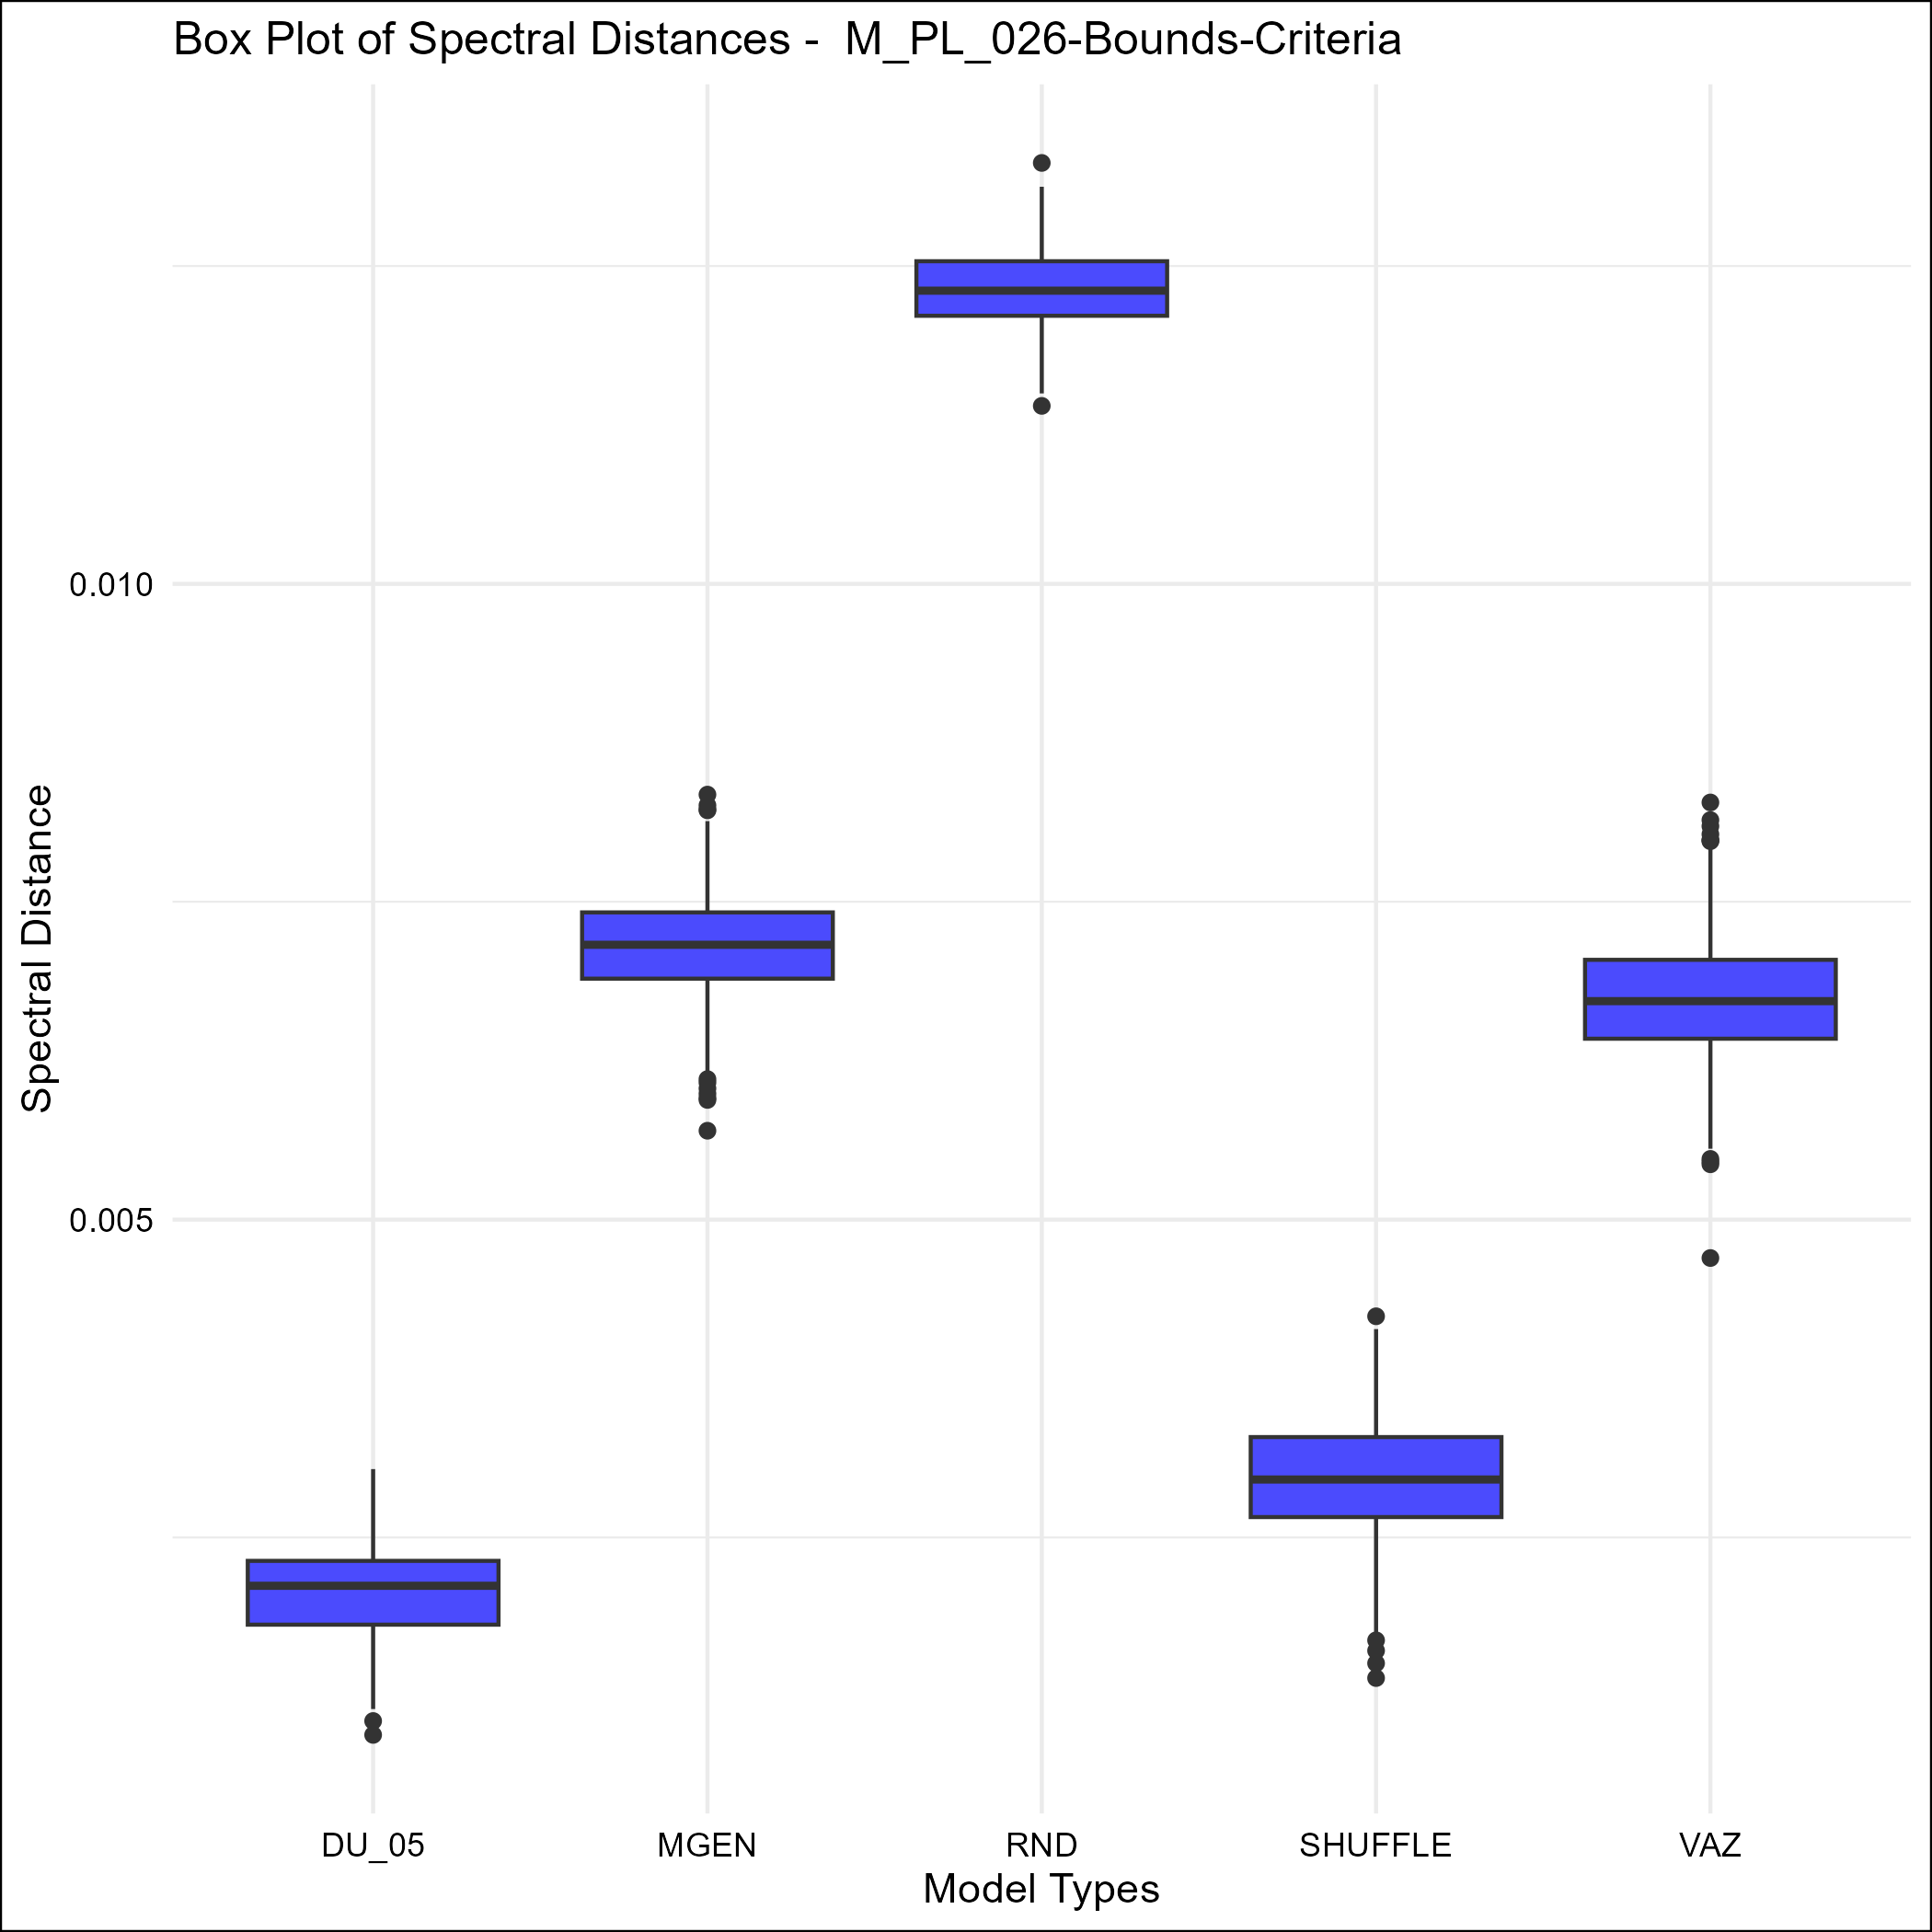 Box Plot of Spectral Distances -  M_PL_026-Bounds-Criteria
0.010
Spectral Distance
0.005
DU_05 MGEN RND SHUFFLE VAZ
Model Types